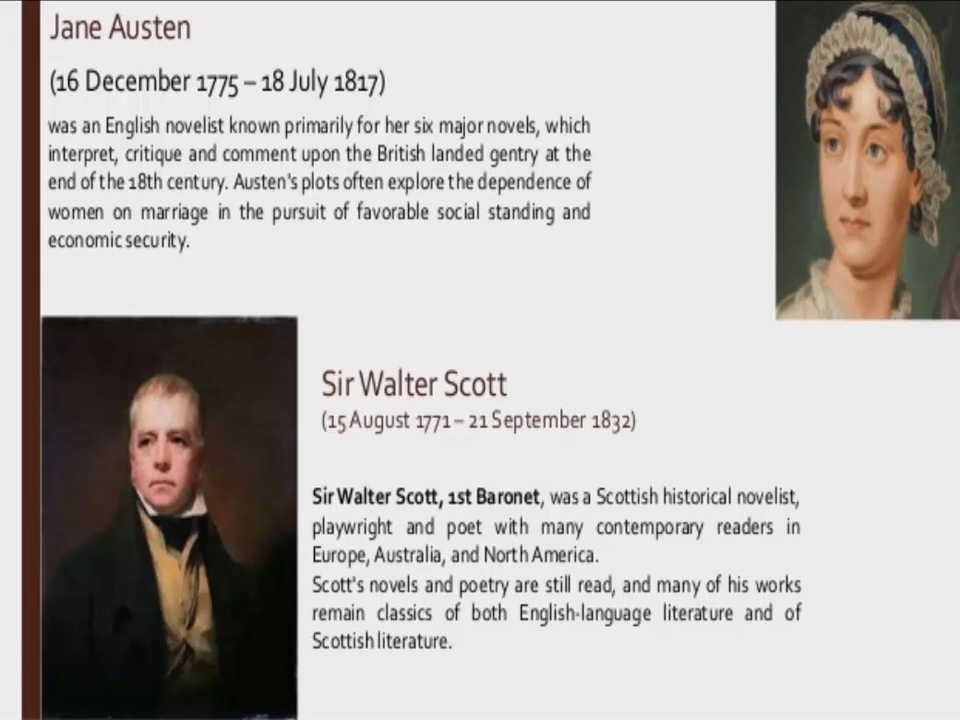 Jane Austen
(16 December 1775 – 18 July 1817)
was an English novelist known primarily for her six major novels, which
interpret, critique and comment upon the British landed gentry at the
end of the 18th century. Austen's plots often explore the dependence of
women on marriage in the pursuit of favorable social standing and
economic security.
Sir Walter Scott
(15 August 1771 – 21 September 1832)
Sir Walter Scott, 1st Baronet, was a Scottish historical novelist,
playwright and poet with many contemporary readers in
Europe, Australia, and North America.
Scott's novels and poetry are still read, and many of his works
remain classics of both English-language literature and of
Scottish literature.